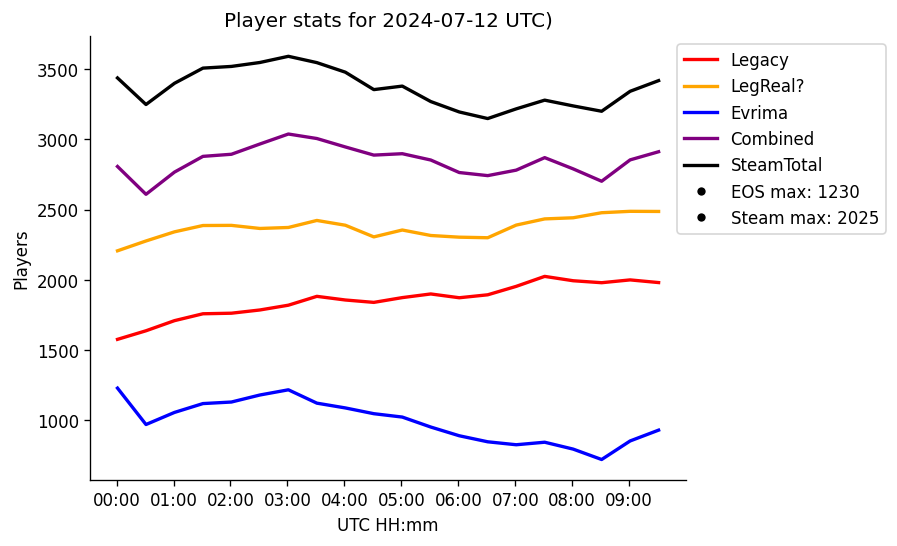 Player stats for 2024-07-12 UTC)
Players
3500
3000
2500
2000
1500
1000
00:00 01:00 02:00 03:00 04:00 05:00 06:00 07:00 08:00 09:00
UTC HH:mm
Legacy
LegReal?
Evrima
Combined
SteamTotal
EOS max: 1230
Steam max: 2025